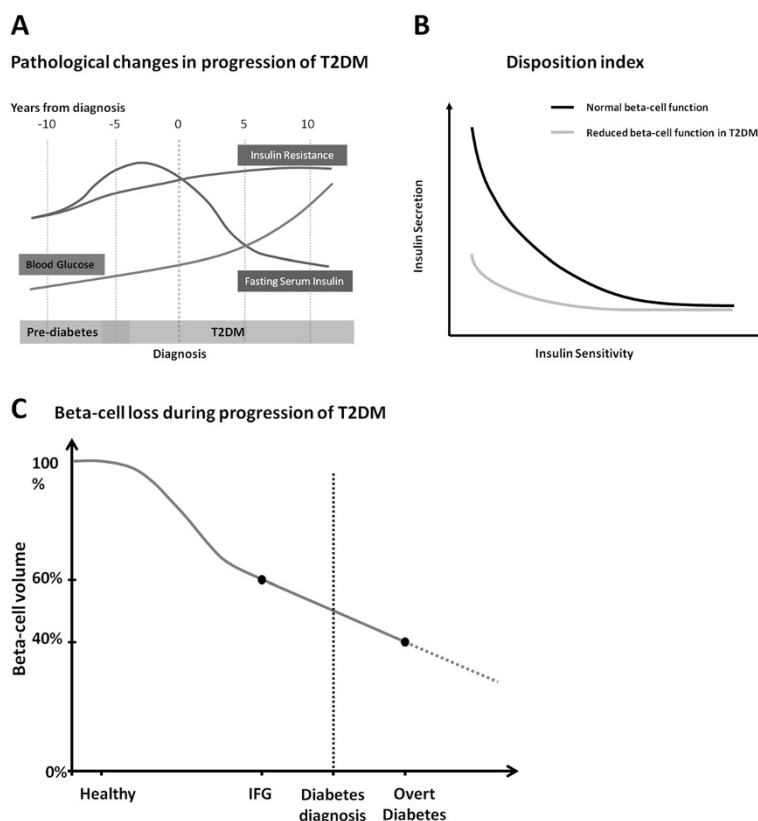 A
Pathological changes in progression of T2DM
Years from diagnosis
-10 -5 0 5 10
Insulin Resistance
Blood Glucose
Fasting Serum Insulin
Pre-diabetes T2DM
Diagnosis
B
Disposition index
Normal beta-cell function
Reduced beta-cell function in T2DM
Insulin Secretion
Insulin Sensitivity
C
Beta-cell loss during progression of T2DM
100
%
60%
40%
0%
Beta-cell volume
Healthy IFG Diabetes Overt
diagnosis Diabetes